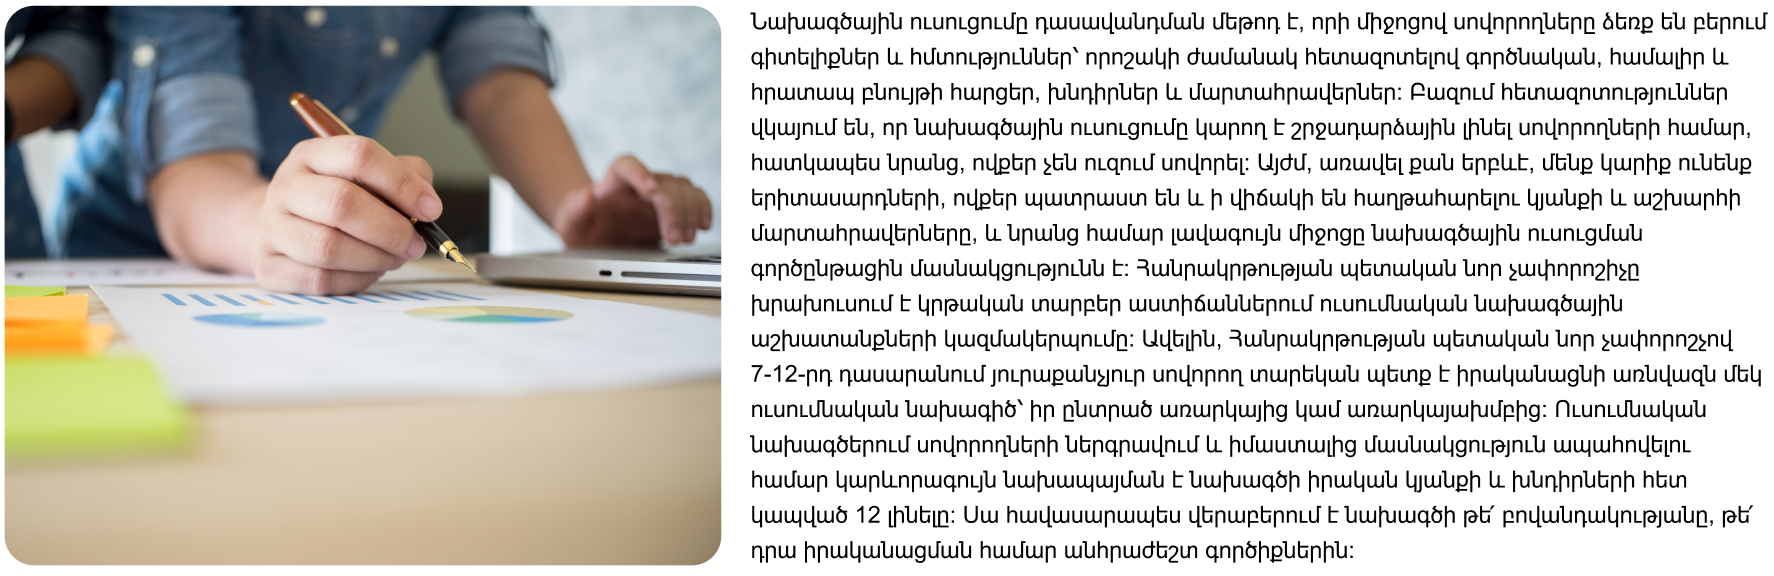 Նախագծային ուսուցումը դասավանդման մեթոդ է, որի միջոցով սովորողները ձեռք են բերում
գիտելիքներ և հմտություններ՝ որոշակի ժամանակ հետազոտելով գործնական, համալիր և
հրատապ բնույթի հարցեր, խնդիրներ և մարտահրավերներ: Բազում հետազոտություններ
վկայում են, որ նախագծային ուսուցումը կարող է շրջադարձային լինել սովորողների համար,
հատկապես նրանց, ովքեր չեն ուզում սովորել: Այժմ, առավել քան երբևէ, մենք կարիք ունենք
երիտասարդների, ովքեր պատրաստ են և ի վիճակի են հաղթահարելու կյանքի և աշխարհի
մարտահրավերները, և նրանց համար լավագույն միջոցը նախագծային ուսուցման
գործընթացին մասնակցությունն է: Հանրակրթության պետական նոր չափորոշիչը
խրախուսում է կրթական տարբեր աստիճաններում ուսումնական նախագծային
աշխատանքների կազմակերպումը: Ավելին, Հանրակրթության պետական նոր չափորոշչով
7-12-րդ դասարանում յուրաքանչյուր սովորող տարեկան պետք է իրականացնի առնվազն մեկ
ուսումնական նախագիծ՝ իր ընտրած առարկայից կամ առարկայախմբից: Ուսումնական
նախագծերում սովորողների ներգրավում և իմաստալից մասնակցություն ապահովելու
համար կարևորագույն նախապայման է նախագծի իրական կյանքի և խնդիրների հետ
կապված 12 լինելը: Սա հավասարապես վերաբերում է նախագծի թե՛ բովանդակությանը, թե՛
դրա իրականացման համար անհրաժեշտ գործիքներին: